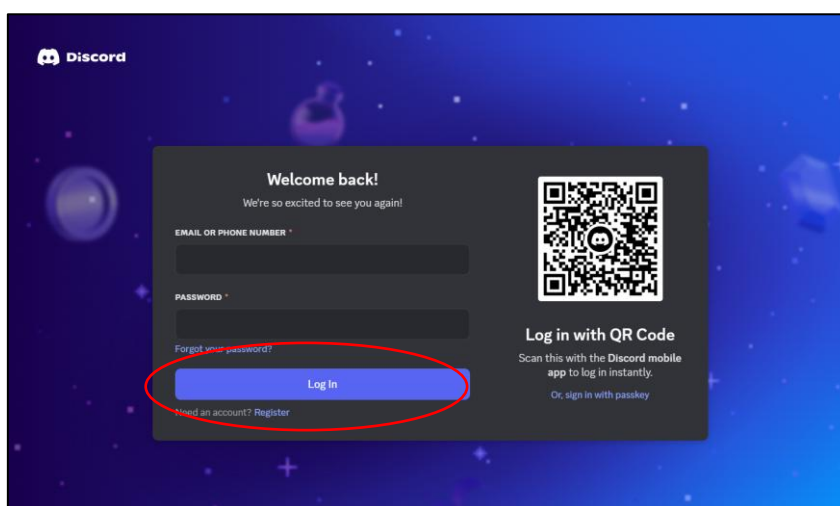 Discord
Welcome back!
We're so excited to see you again!
EMAIL OR PHONE NUMBER *
PASSWORD *
Forgot your password?
Log In
Need an account? Register
Log in with QR Code
Scan this with the Discord mobile
app to log in instantly.
Or, sign in with passkey